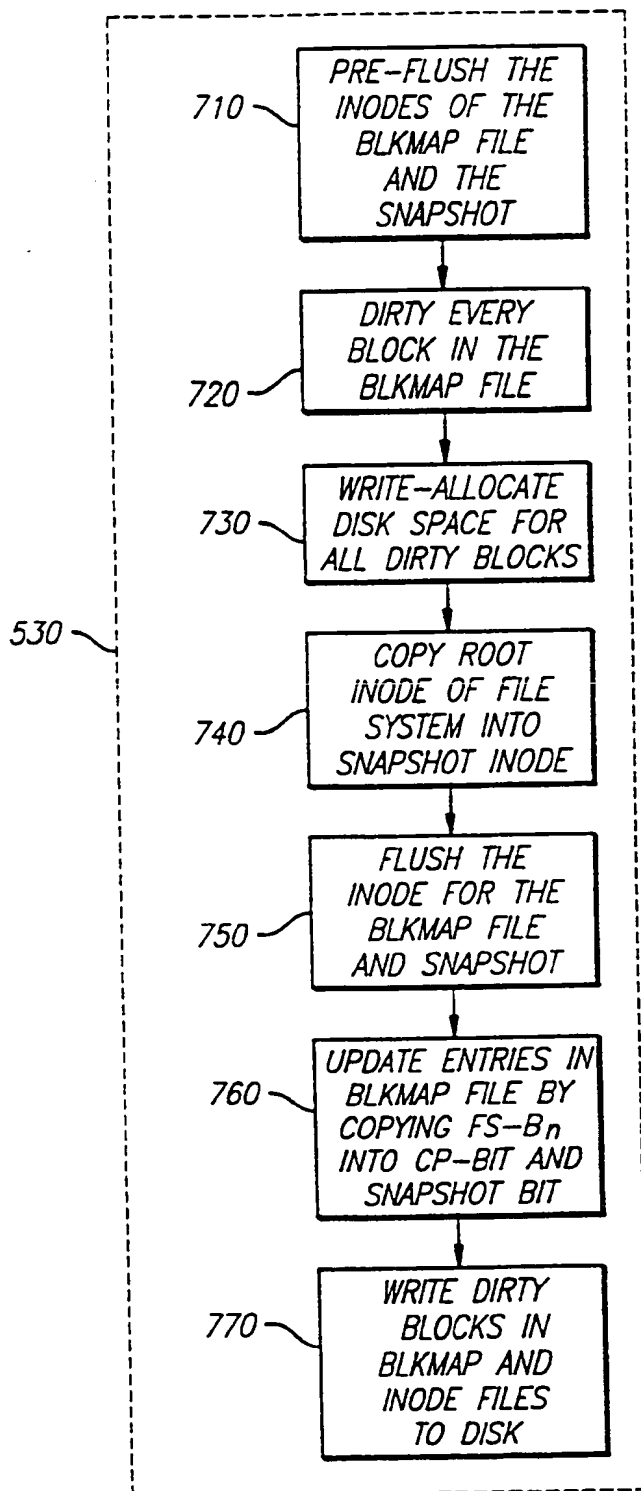 710
PRE-FLUSH THE
INODES OF THE
BLKMAP FILE
AND THE
SNAPSHOT
720
DIRTY EVERY
BLOCK IN THE
BLKMAP FILE
730
WRITE-ALLOCATE
DISK SPACE FOR
ALL DIRTY BLOCKS
530
740
COPY ROOT
INODE OF FILE
SYSTEM INTO
SNAPSHOT INODE
750
FLUSH THE
INODE FOR THE
BLKMAP FILE
AND SNAPSHOT
760
UPDATE ENTRIES IN
BLKMAP FILE BY
COPYING FS-Bn
INTO CP-BIT AND
SNAPSHOT BIT
770
WRITE DIRTY
BLOCKS IN
BLKMAP AND
INODE FILES
TO DISK